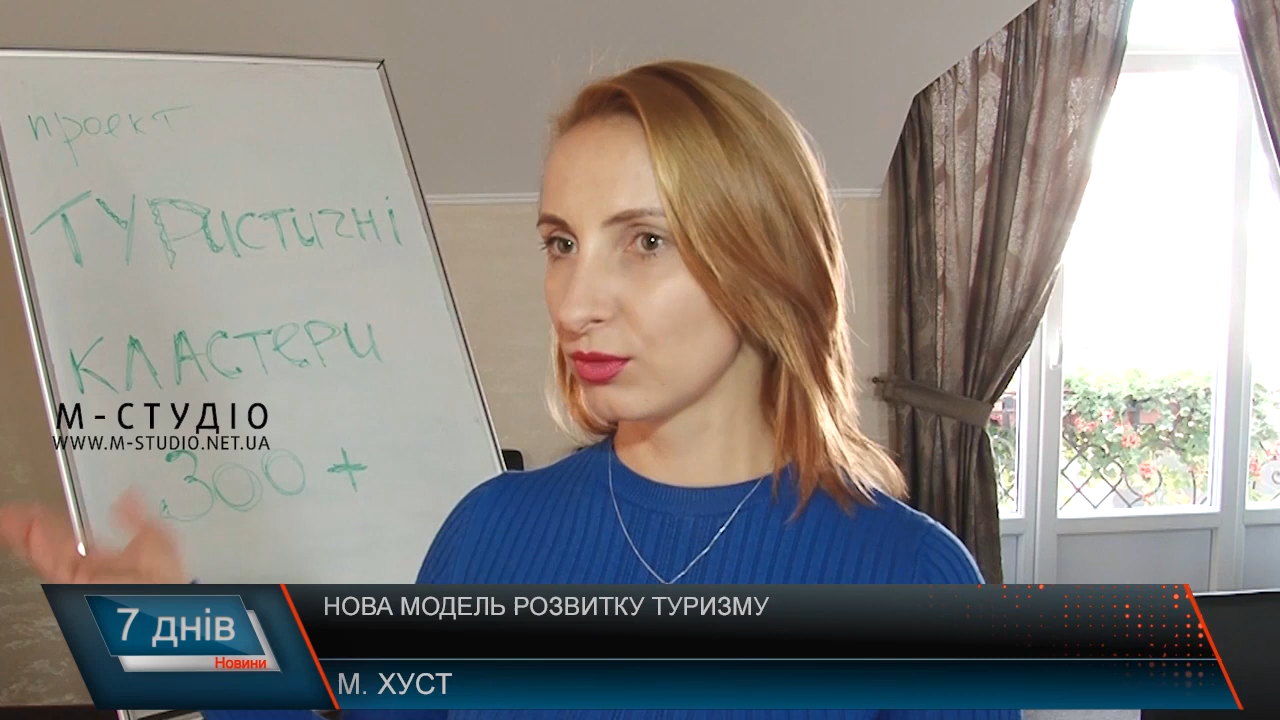 проект
ТУРистичні
кластери
300 +
М-СТУДІО
WWW.M-STUDIO.NET.UA
7 днів
Новини
НОВА МОДЕЛЬ РОЗВИТКУ ТУРИЗМУ
М. ХУСТ